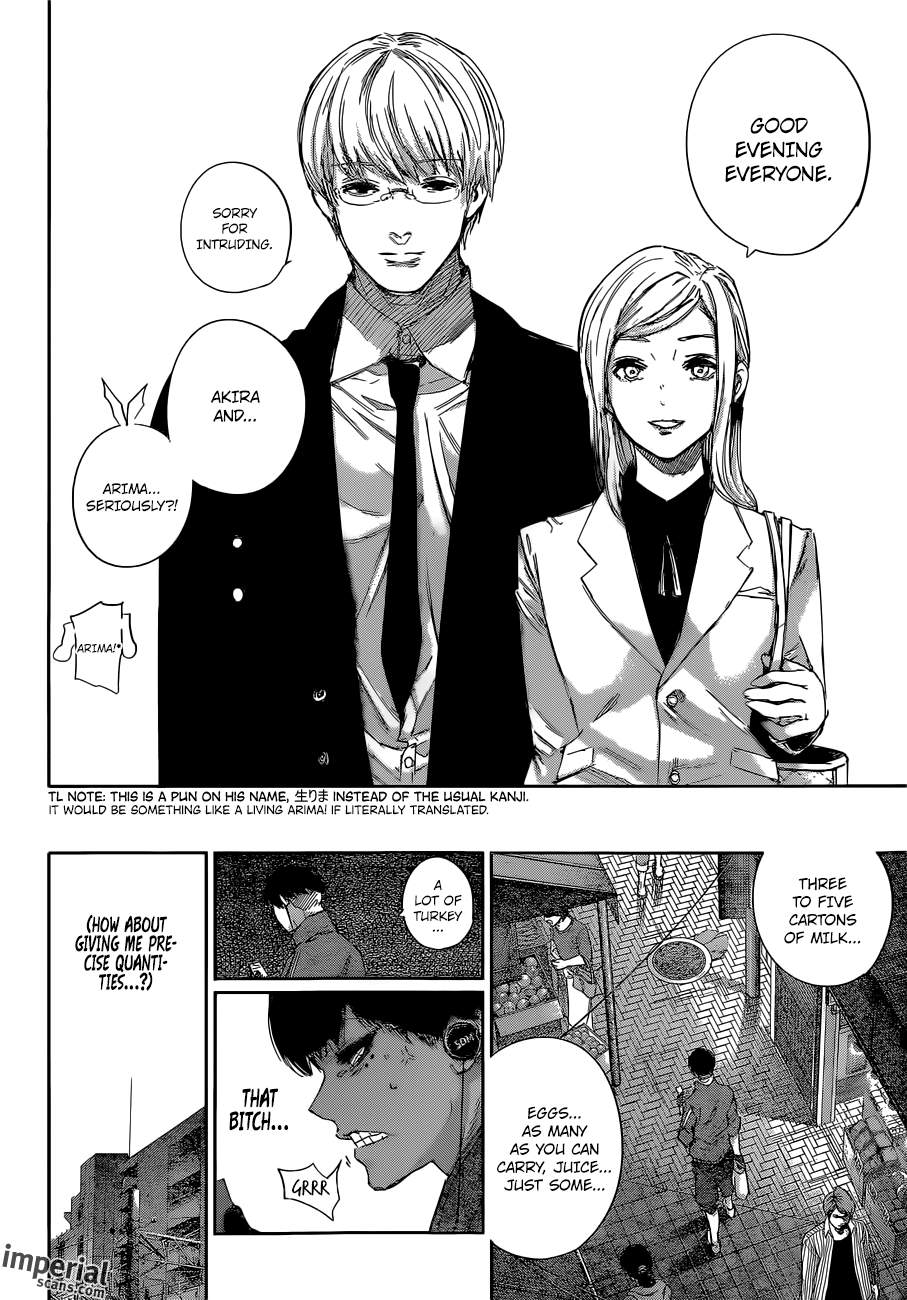 GOOD
EVENING
EVERYONE.
SORRY
FOR
INTRUDING.
AKIRA
AND...
ARIMA...
SERIOUSLY?!
ARIMA!*
TL NOTE: THIS IS A PUN ON HIS NAME, 生りま INSTEAD OF THE USUAL KANJI.
IT WOULD BE SOMETHING LIKE A LIVING ARIMA! IF LITERALLY TRANSLATED.
THREE
TO FIVE
CARTONS
OF MILK...
EGGS...
AS MANY
AS YOU CAN
CARRY, JUICE...
JUST SOME...
A
LOT OF
TURKEY
...
SDM
THAT
BITCH...
GRRR
(HOW ABOUT
GIVING ME PRE-
CISE QUANTI-
TIES...?)
imperial
scans.com